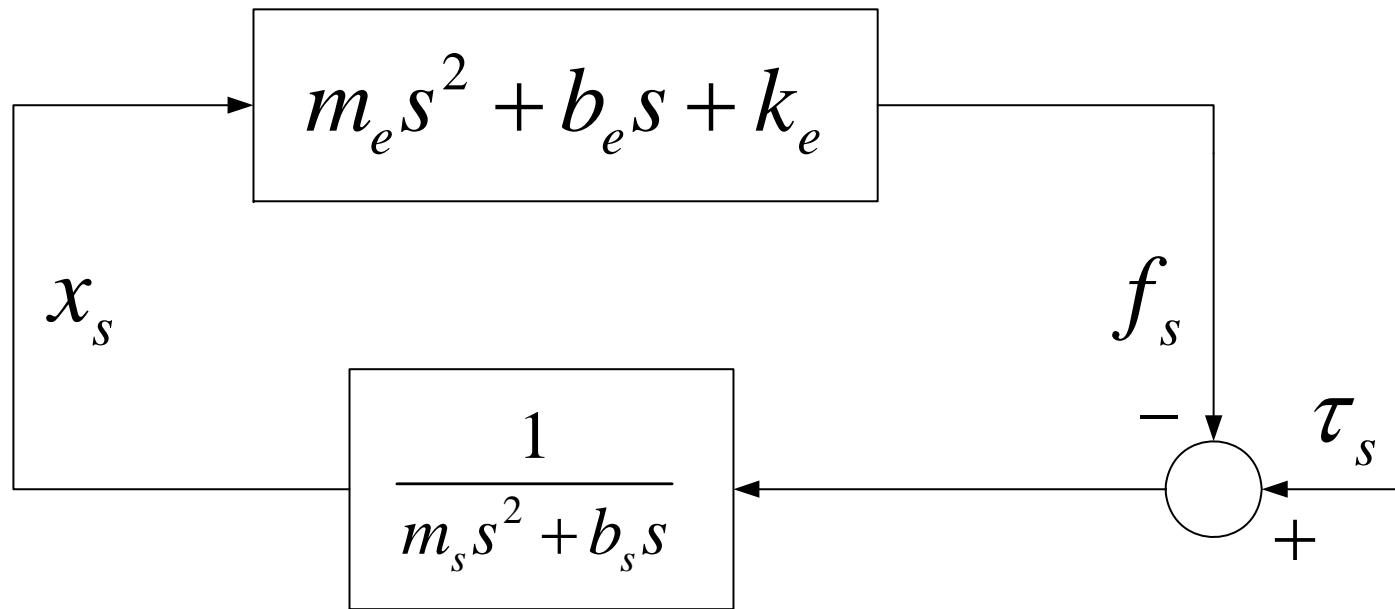 m_e s^2 + b_e s + k_e
x_s
f_s
−
τ_s
1
m_s s^2 + b_s s
+